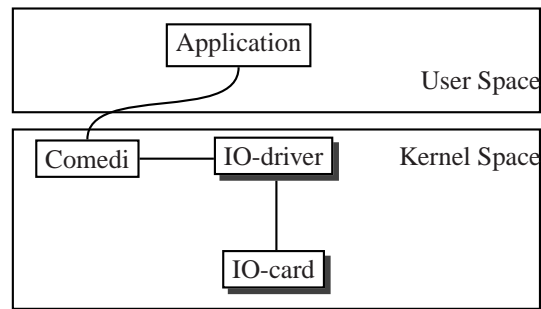 Application
User Space
Comedi
IO-driver
Kernel Space
IO-card